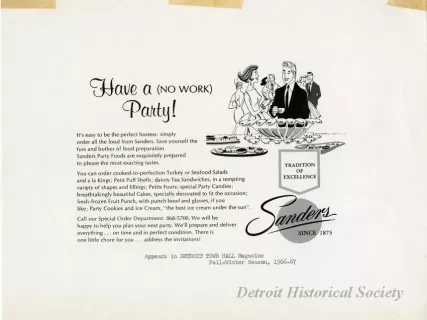 Have a (NO WORK)
Party!
It's easy to be the perfect hostess: simply
order all the food from Sanders. Save yourself the
fuss and bother of food preparation.
Sanders Party Foods are exquisitely prepared
to please the most exacting tastes.
You can order cooked-to-perfection Turkey or Seafood Salads
and a la Kings; Petit Puff Shells; dainty Tea Sandwiches, in a tempting
variety of shapes and fillings; Petits Fours; special Party Candies;
breathtakingly beautiful Cakes, specially decorated to fit the occasion;
fresh-frozen Fruit Punch, with punch bowl and glasses, if you
like; Party Cookies and Ice Cream, "the best ice cream under the sun".
Call our Special Order Department: 868-5700. We will be
happy to help you plan your next party. We'll prepare and deliver
everything . . . on time and in perfect condition. There is
one little chore for you . . . address the invitations!
TRADITION
OF
EXCELLENCE
Sanders
SINCE 1875
Appears in DETROIT TOWN HALL Magazine
Fall-Winter Season, 1966-67
Detroit Historical Society